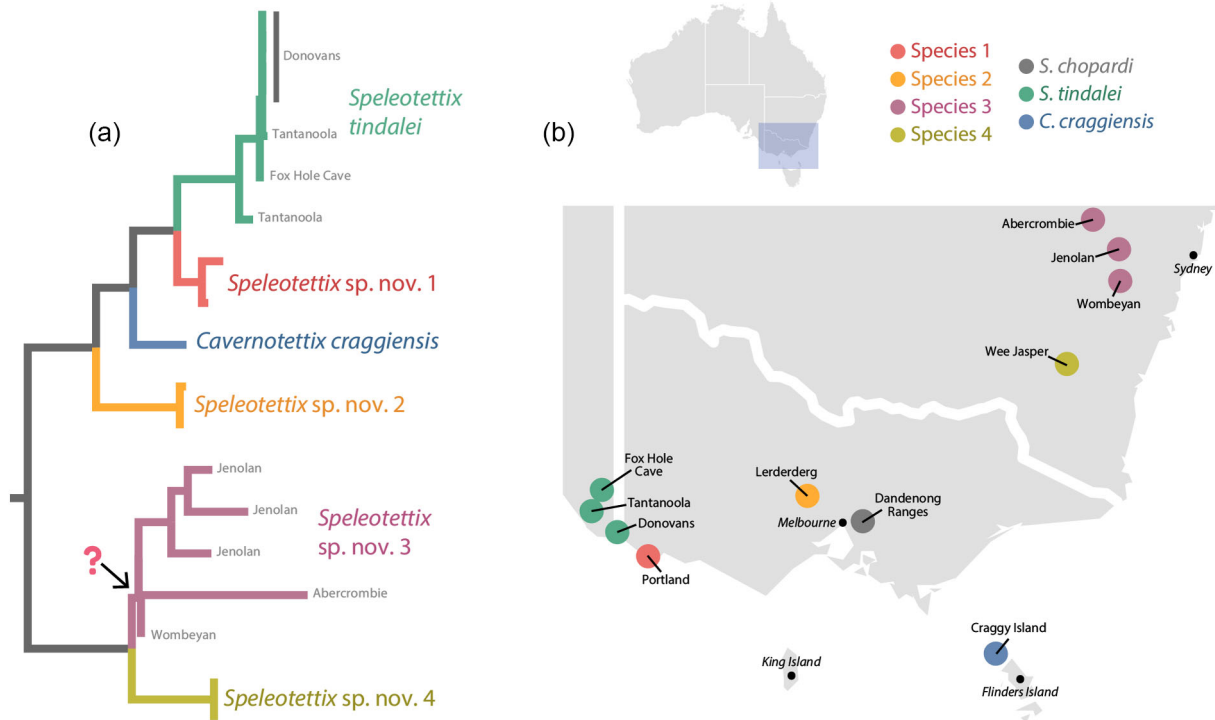 (a)
Donovans
Speleotettix
tindalei
Tantanoola
Fox Hole Cave
Tantanoola
Speleotettix sp. nov. 1
Cavernotettix craggiensis
Speleotettix sp. nov. 2
Jenolan
Jenolan
Speleotettix
sp. nov. 3
Jenolan
?
Abercrombie
Wombeyan
Speleotettix sp. nov. 4
(b)
Species 1
Species 2
Species 3
Species 4
S. chopardi
S. tindalei
C. craggiensis
Abercrombie
Jenolan
Sydney
Wombeyan
Wee Jasper
Fox Hole
Cave
Tantanoola
Donovans
Portland
Lerderderg
Melbourne
Dandenong
Ranges
Craggy Island
King Island
Flinders Island